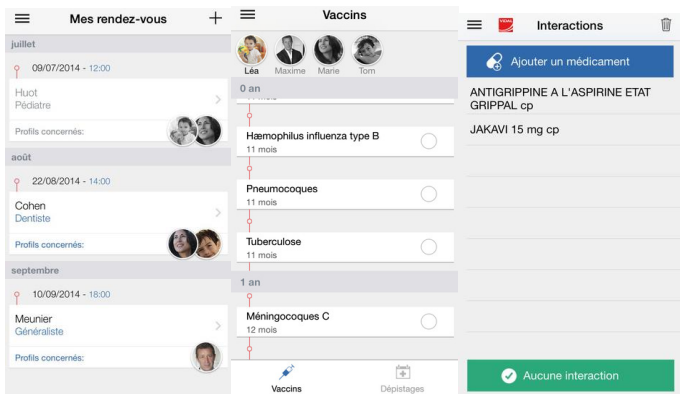 Mes rendez-vous
juillet
09/07/2014 - 12:00
Huot
Pédiatre
Profils concernés:
août
22/08/2014 - 14:00
Cohen
Dentiste
Profils concernés:
septembre
10/09/2014 - 18:00
Meunier
Généraliste
Profils concernés:
Vaccins
Léa Maxime Marie Tom
0 an
11 mois
Hæmophilus influenza type B
11 mois
Pneumocoques
11 mois
Tuberculose
11 mois
1 an
Méningocoques C
12 mois
Vaccins Dépistages
VIDAL
Interactions
Ajouter un médicament
ANTIGRIPPINE A L'ASPIRINE ETAT
GRIPPAL cp
JAKAVI 15 mg cp
Aucune interaction